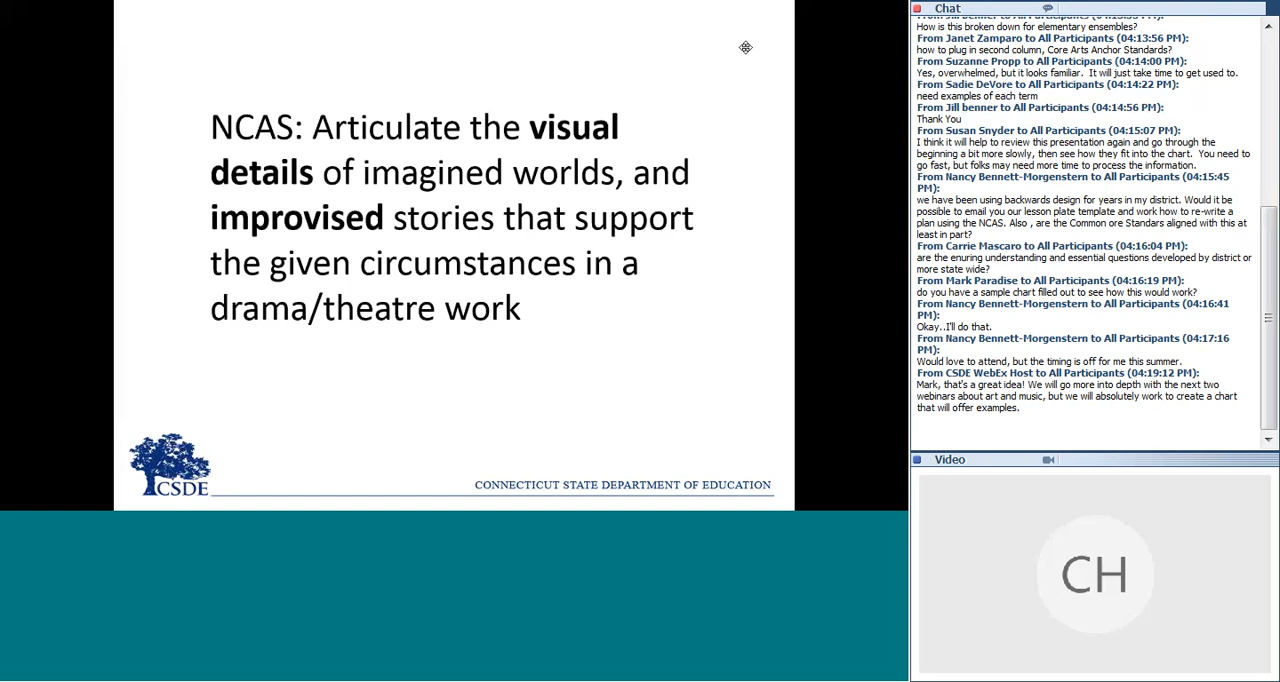 NCAS: Articulate the visual
details of imagined worlds, and
improvised stories that support
the given circumstances in a
drama/theatre work
CSDE
CONNECTICUT STATE DEPARTMENT OF EDUCATION
Chat
From Jill benner to All Participants
How is this broken down for elementary ensembles?
From Janet Zamparo to All Participants (04:13:56 PM):
how to plug in second column, Core Arts Anchor Standards?
From Suzanne Propp to All Participants (04:14:00 PM):
Yes, overwhelmed, but it looks familiar. It will just take time to get used to.
From Sadie DeVore to All Participants (04:14:22 PM):
need examples of each term
From Jill benner to All Participants (04:14:56 PM):
Thank You
From Susan Snyder to All Participants (04:15:07 PM):
I think it will help to review this presentation again and go through the
beginning a bit more slowly, then see how they fit into the chart. You need to
go fast, but folks may need more time to process the information.
From Nancy Bennett-Morgenstern to All Participants (04:15:45
PM):
we have been using backwards design for years in my district. Would it be
possible to email you our lesson plate template and work how to re-write a
plan using the NCAS. Also , are the Common ore Standars aligned with this at
least in part?
From Carrie Mascaro to All Participants (04:16:04 PM):
are the enuring understanding and essential questions developed by district or
more state wide?
From Mark Paradise to All Participants (04:16:19 PM):
do you have a sample chart filled out to see how this would work?
From Nancy Bennett-Morgenstern to All Participants (04:16:41
PM):
Okay..I'll do that.
From Nancy Bennett-Morgenstern to All Participants (04:17:16
PM):
Would love to attend, but the timing is off for me this summer.
From CSDE WebEx Host to All Participants (04:19:12 PM):
Mark, that's a great idea! We will go more into depth with the next two
webinars about art and music, but we will absolutely work to create a chart
that will offer examples.
Video
CH